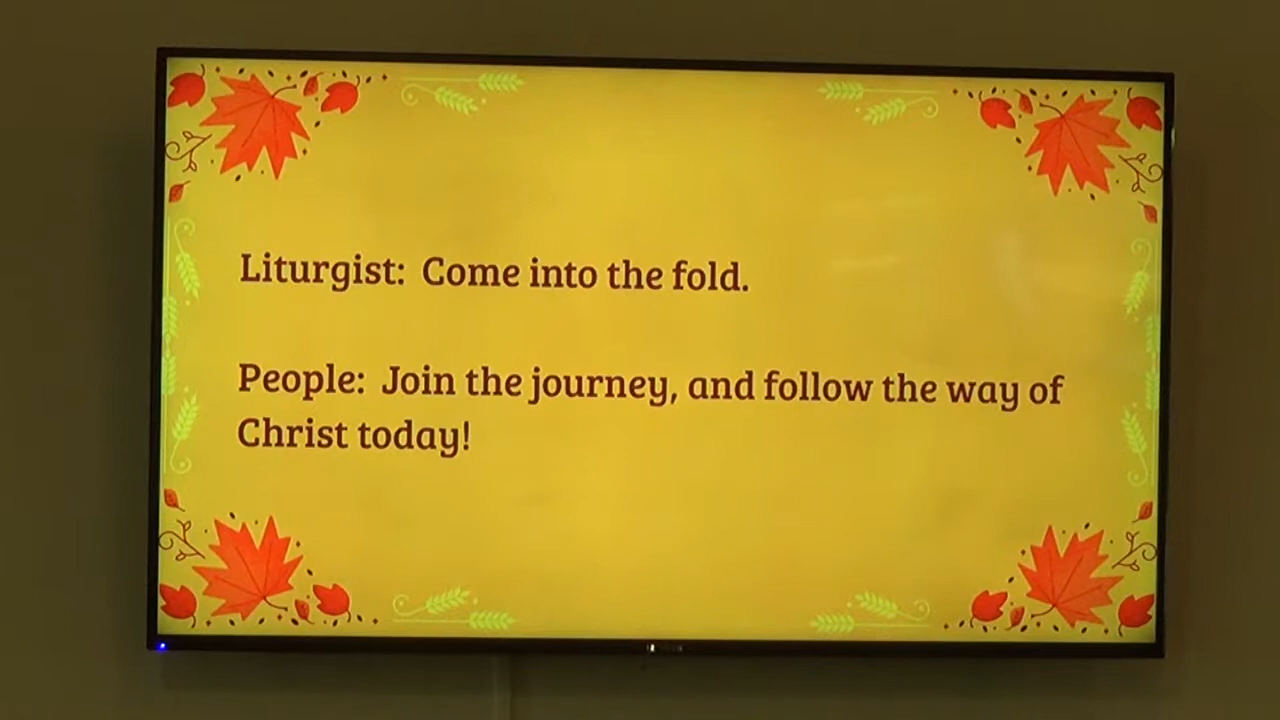 Liturgist: Come into the fold.
People: Join the journey, and follow the way of
Christ today!